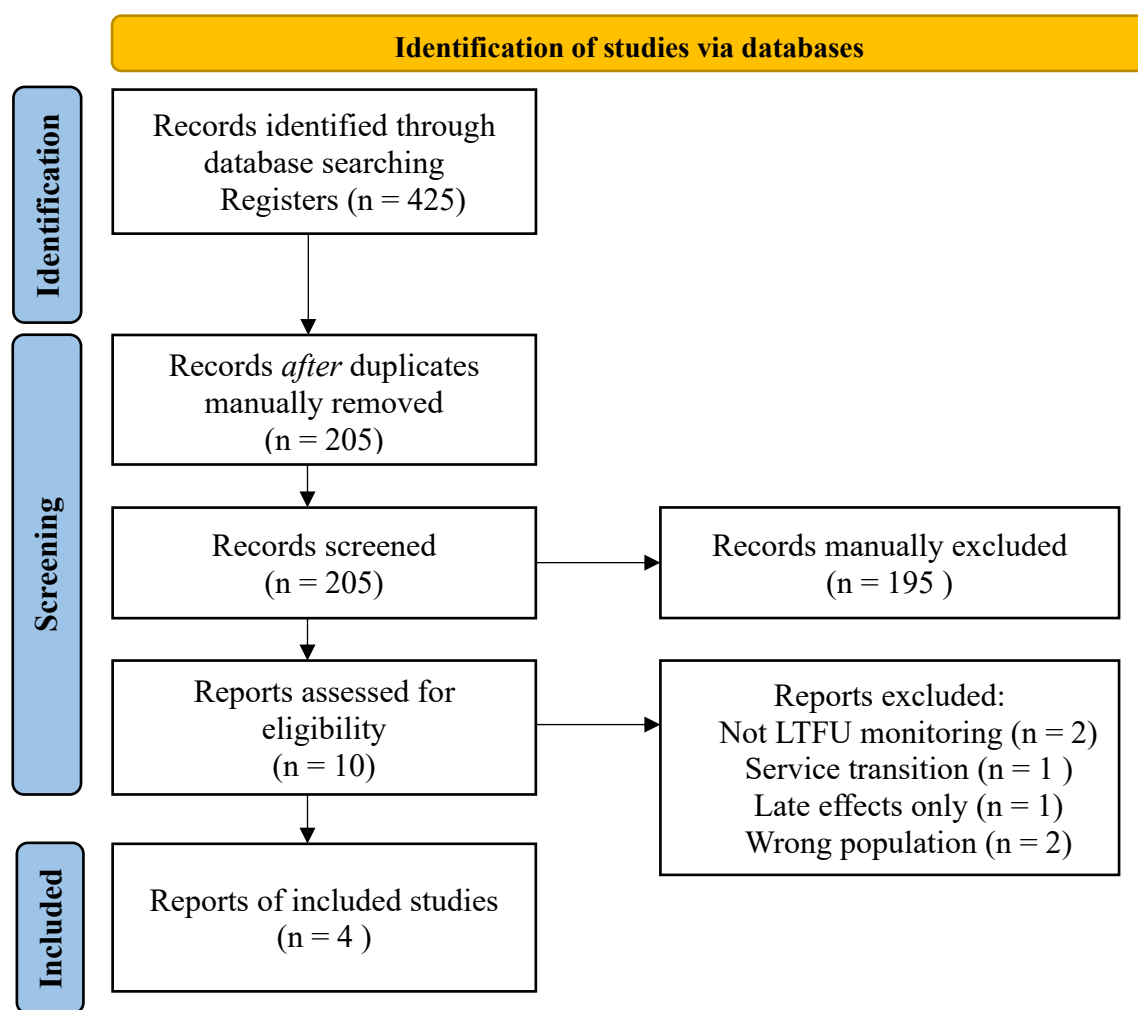 Identification of studies via databases
Identification
Records identified through
database searching
Registers (n = 425)
Screening
Records after duplicates
manually removed
(n = 205)
Records screened
(n = 205)
Records manually excluded
(n = 195 )
Reports assessed for
eligibility
(n = 10)
Reports excluded:
Not LTFU monitoring (n = 2)
Service transition (n = 1 )
Late effects only (n = 1)
Wrong population (n = 2)
Included
Reports of included studies
(n = 4 )